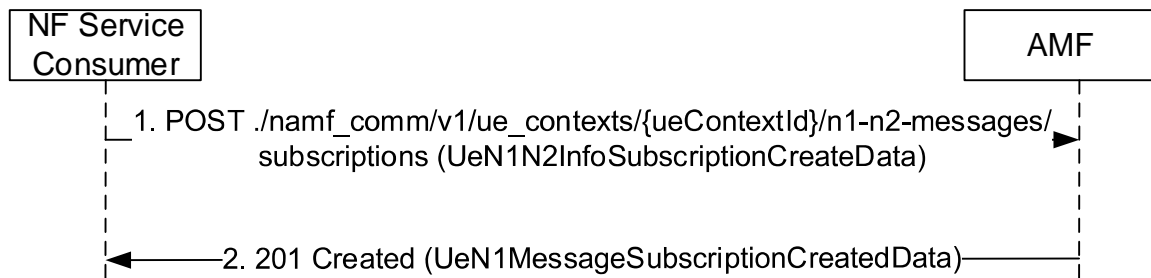 NF Service
Consumer
AMF
1. POST ./namf_comm/v1/ue_contexts/{ueContextId}/n1-n2-messages/
subscriptions (UeN1N2InfoSubscriptionCreateData)
2. 201 Created (UeN1MessageSubscriptionCreatedData)